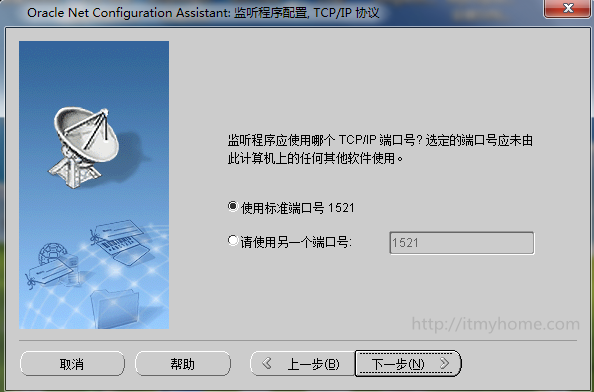 Oracle Net Configuration Assistant: 监听程序配置, TCP/IP 协议
监听程序应使用哪个 TCP/IP 端口号? 选定的端口号应未由
此计算机上的任何其他软件使用。
使用标准端口号 1521
请使用另一个端口号: 1521
http://itmyhome.com
取消 帮助 上一步(B) 下一步(N)